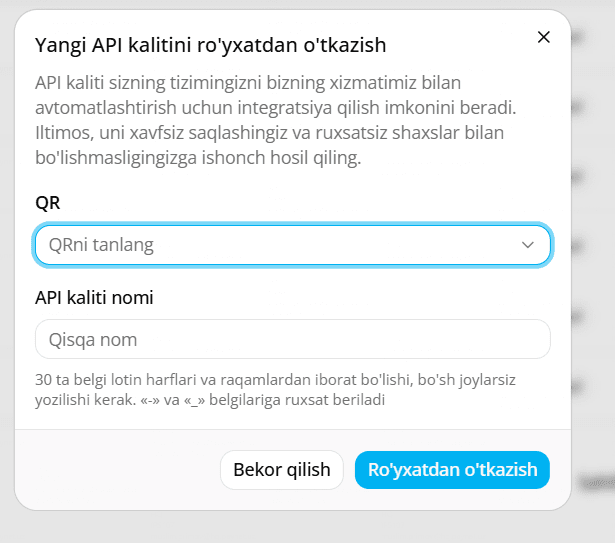 Yangi API kalitini ro'yxatdan o'tkazish
API kaliti sizning tizimingizni bizning xizmatimiz bilan
avtomatlashtirish uchun integratsiya qilish imkonini beradi.
Iltimos, uni xavfsiz saqlashingiz va ruxsatsiz shaxslar bilan
bo'lishmasligingizga ishonch hosil qiling.
QR
QRni tanlang
API kaliti nomi
Qisqa nom
30 ta belgi lotin harflari va raqamlardan iborat bo'lishi, bo'sh joylarsiz
yozilishi kerak. «-» va «_» belgilariga ruxsat beriladi
Bekor qilish
Ro'yxatdan o'tkazish